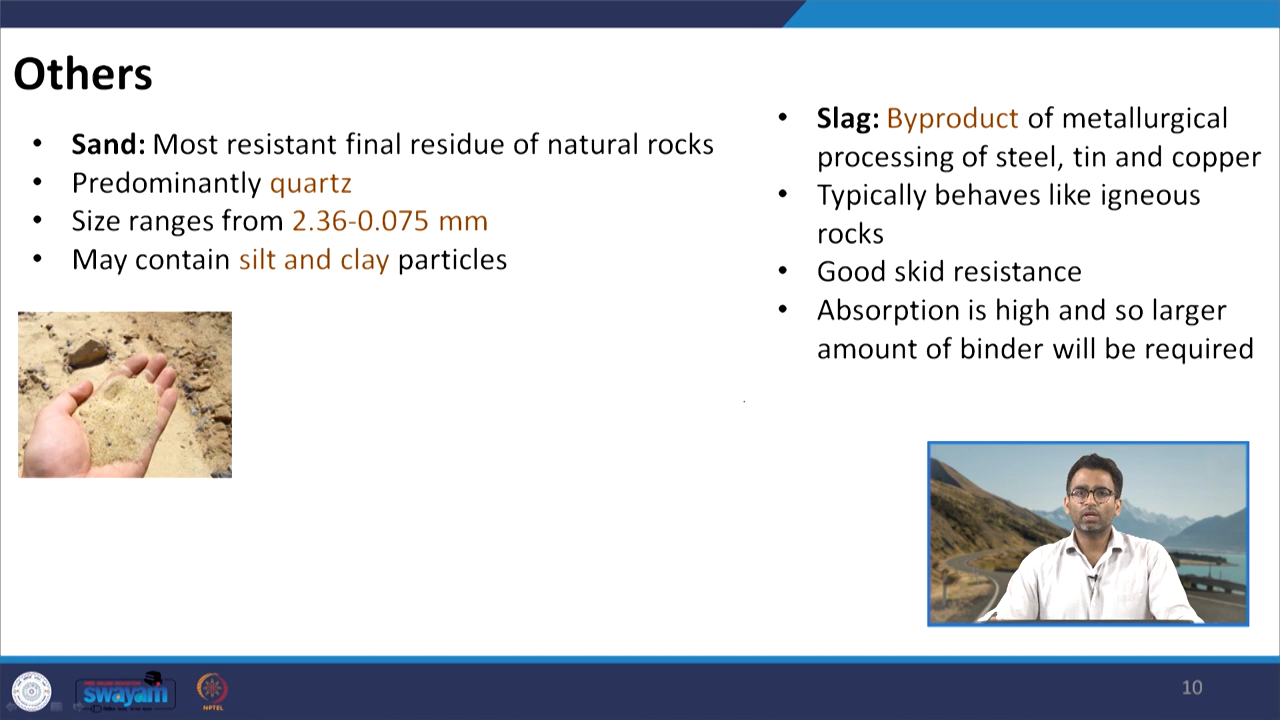 Others
• Sand: Most resistant final residue of natural rocks
• Predominantly quartz
• Size ranges from 2.36-0.075 mm
• May contain silt and clay particles
• Slag: Byproduct of metallurgical
processing of steel, tin and copper
• Typically behaves like igneous
rocks
• Good skid resistance
• Absorption is high and so larger
amount of binder will be required
swayam
NPTEL
10